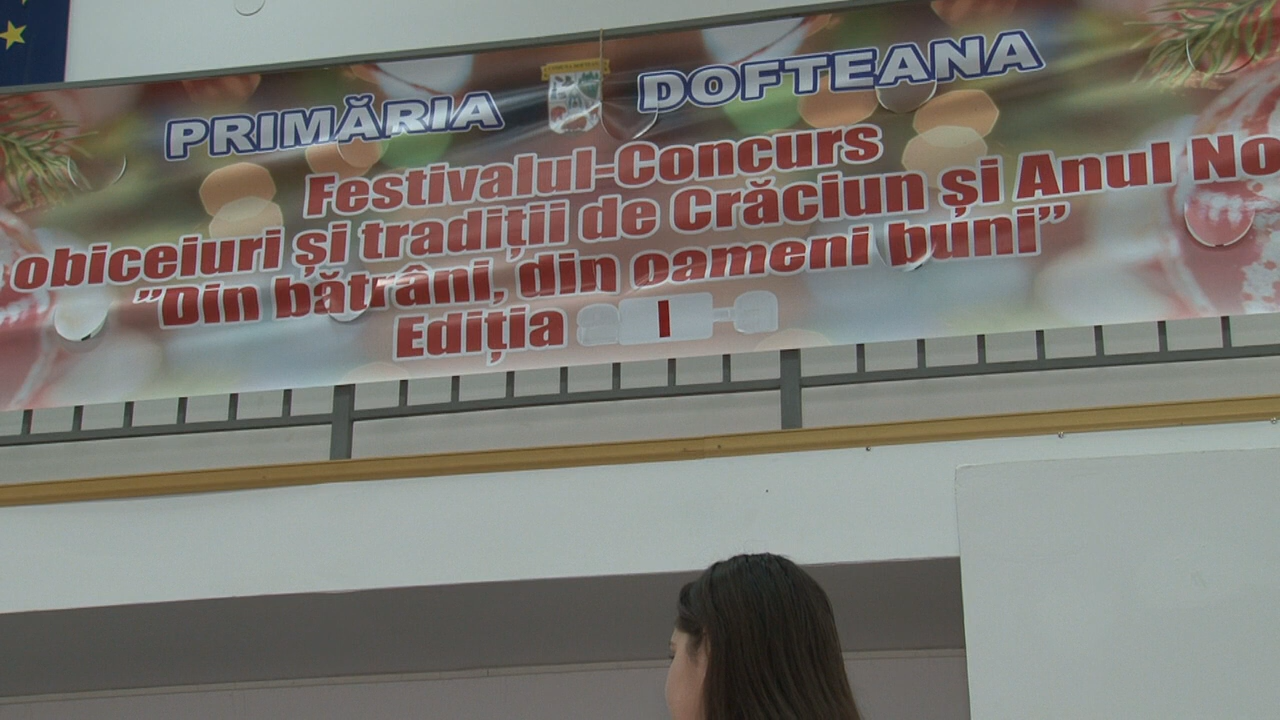 PRIMĂRIA DOFTEANA
Festivalul-Concurs
obiceiuri și tradiții de Crăciun și Anul No
”Din bătrâni, din oameni buni”
Ediția I